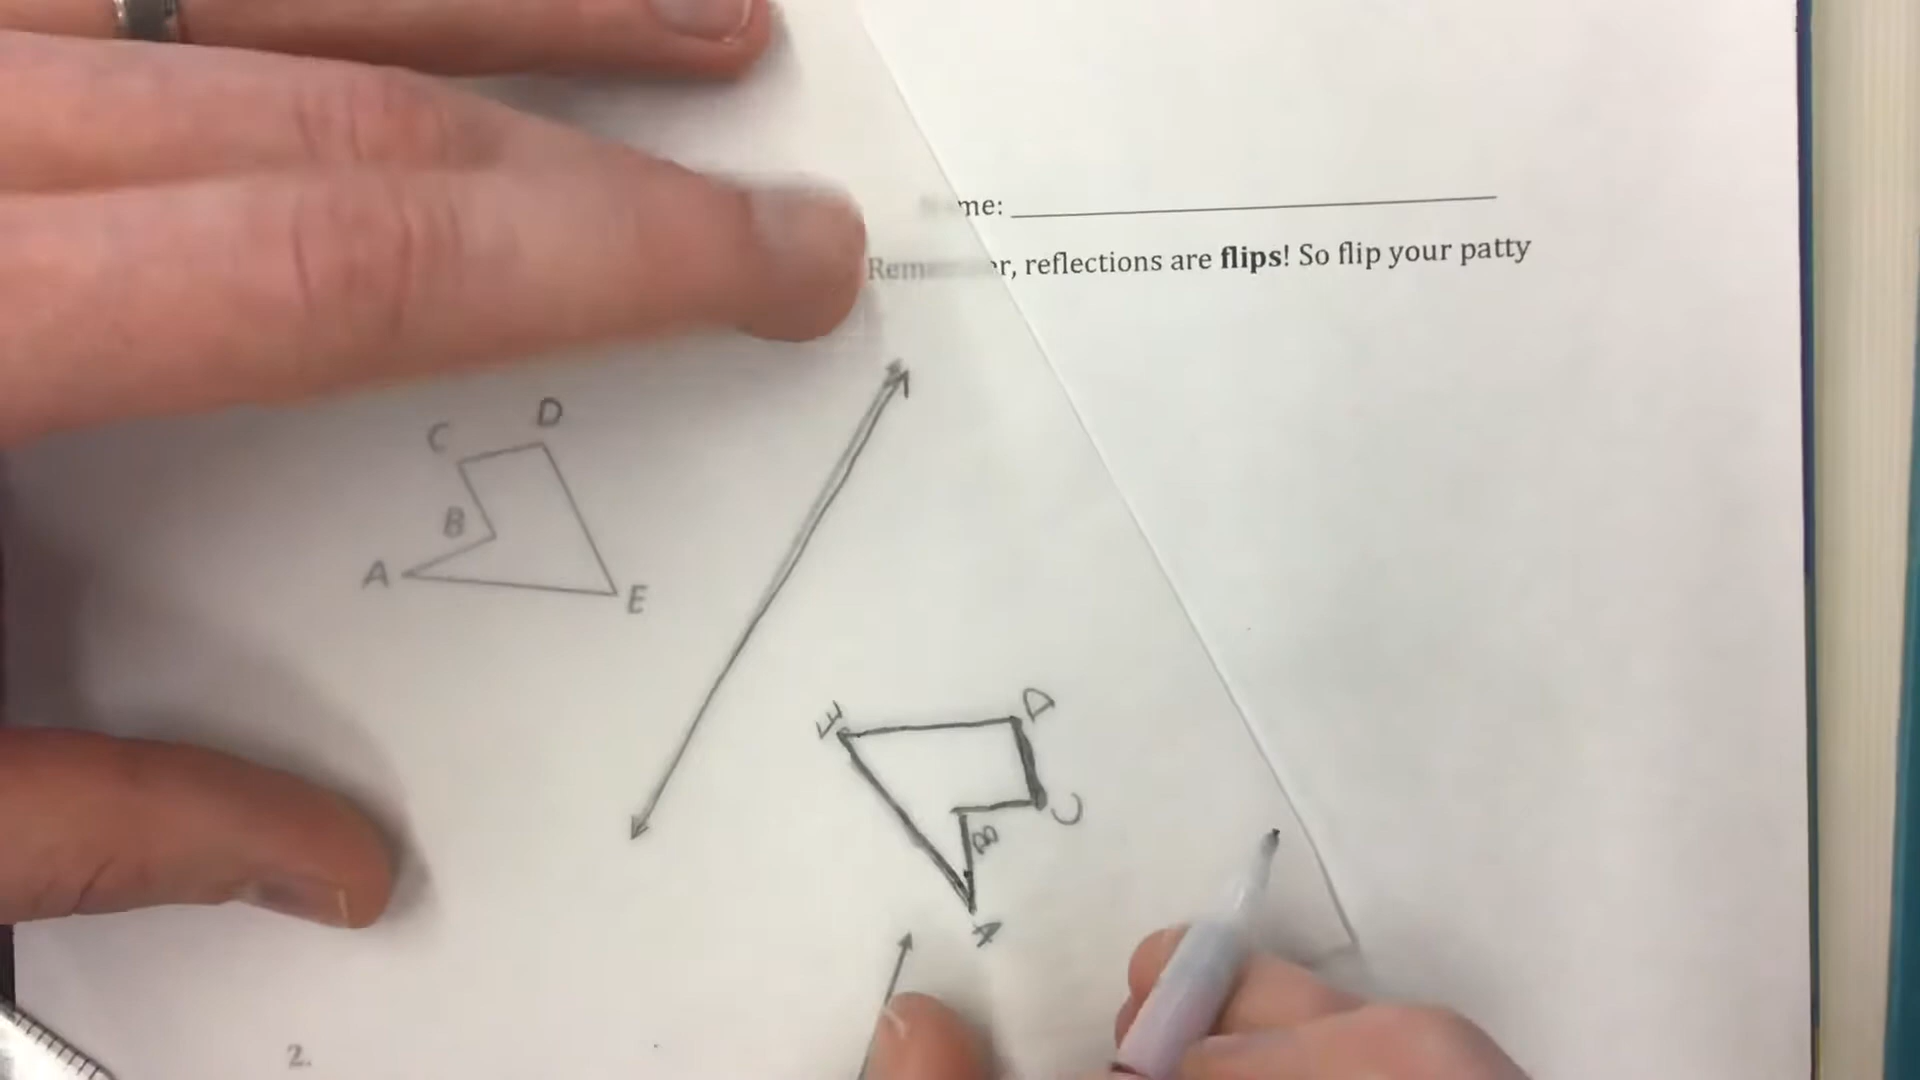 me: 
r, reflections are flips! So flip your patty
D
C
B
A
E
E
D
C
B
A
2.